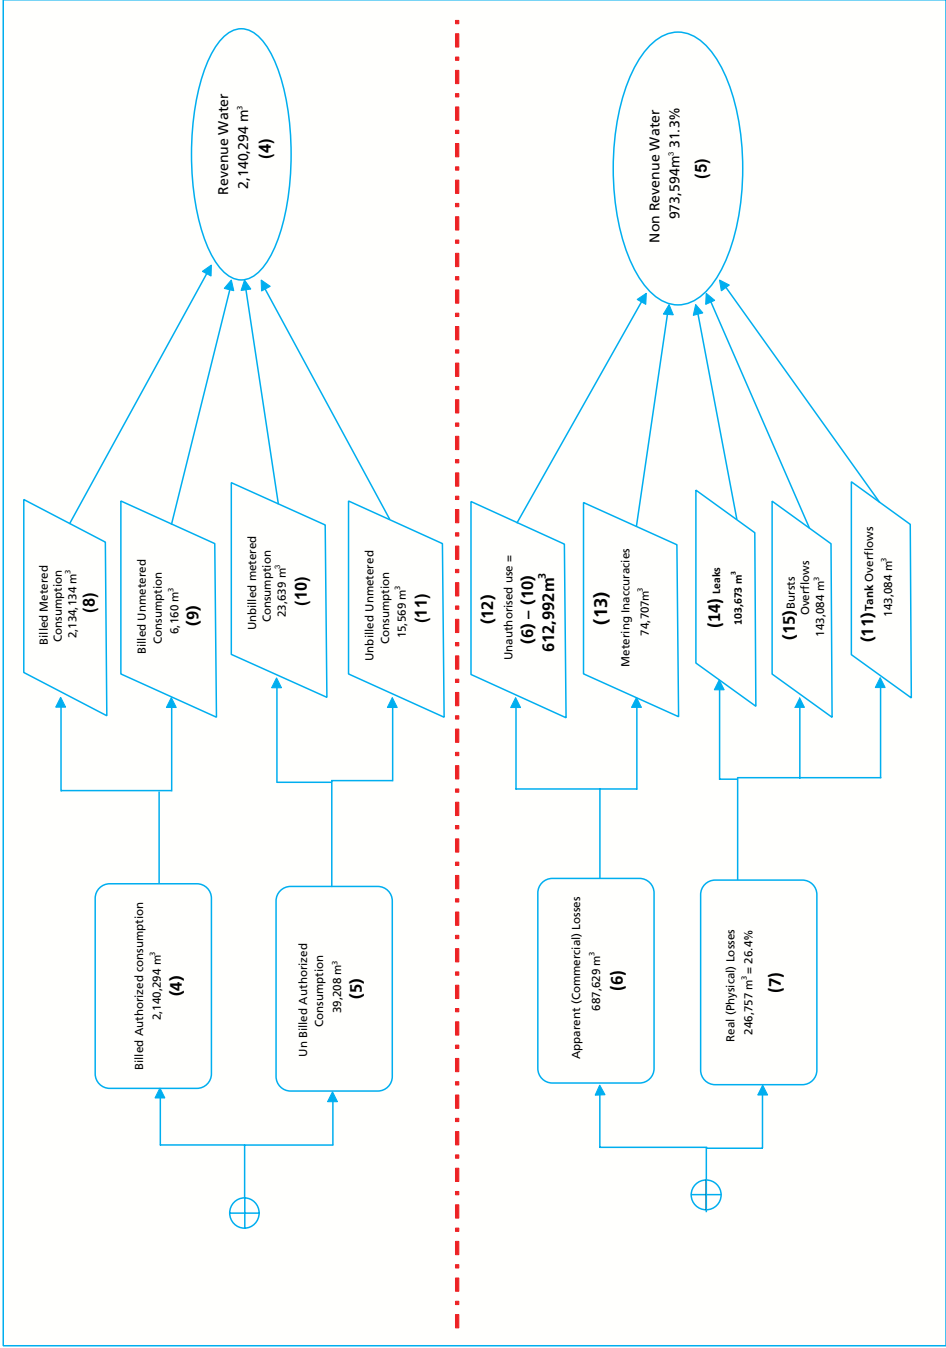 Billed Authorized consumption
2,140,294 m³
(4)
Un Billed Authorized
Consumption
39,208 m³
(5)
Billed Metered
Consumption
2,134,134 m³
(8)
Billed Unmetered
Consumption
6,160 m³
(9)
Unbilled metered
Consumption
23,639 m³
(10)
Unbilled Unmetered
Consumption
15,569 m³
(11)
Revenue Water
2,140,294 m³
(4)
Apparent (Commercial) Losses
687,629 m³
(6)
Real (Physical) Losses
246,757 m³ = 26.4%
(7)
(12)
Unauthorised use =
(6) – (10)
612,992m³
(13)
Metering Inaccuracies
74,707m³
(14) Leaks
103,673 m³
(15) Bursts
Overflows
143,084 m³
(11) Tank Overflows
143,084 m³
Non Revenue Water
973,594m³ 31.3%
(5)